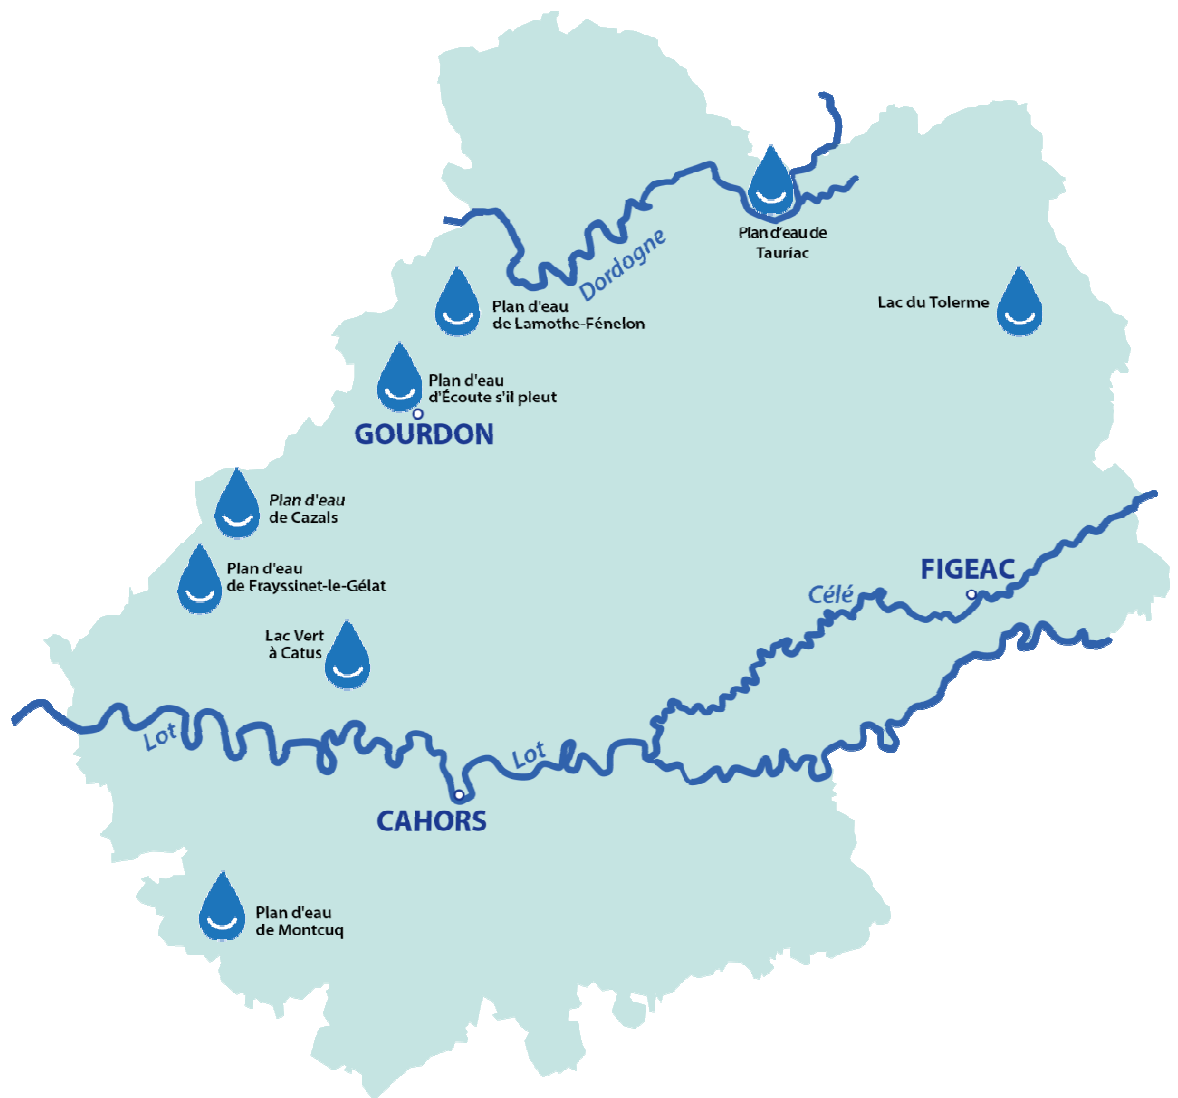 Plan d'eau de
Tauriac
Dordogne
Lac du Tolerme
Plan d'eau
de Lamothe-Fénelon
Plan d'eau
d'Écoute s'il pleut
GOURDON
Plan d'eau
de Cazals
Plan d'eau
de Frayssinet-le-Gélat
FIGEAC
Célé
Lac Vert
à Catus
Lot
Lot
CAHORS
Plan d'eau
de Montcuq